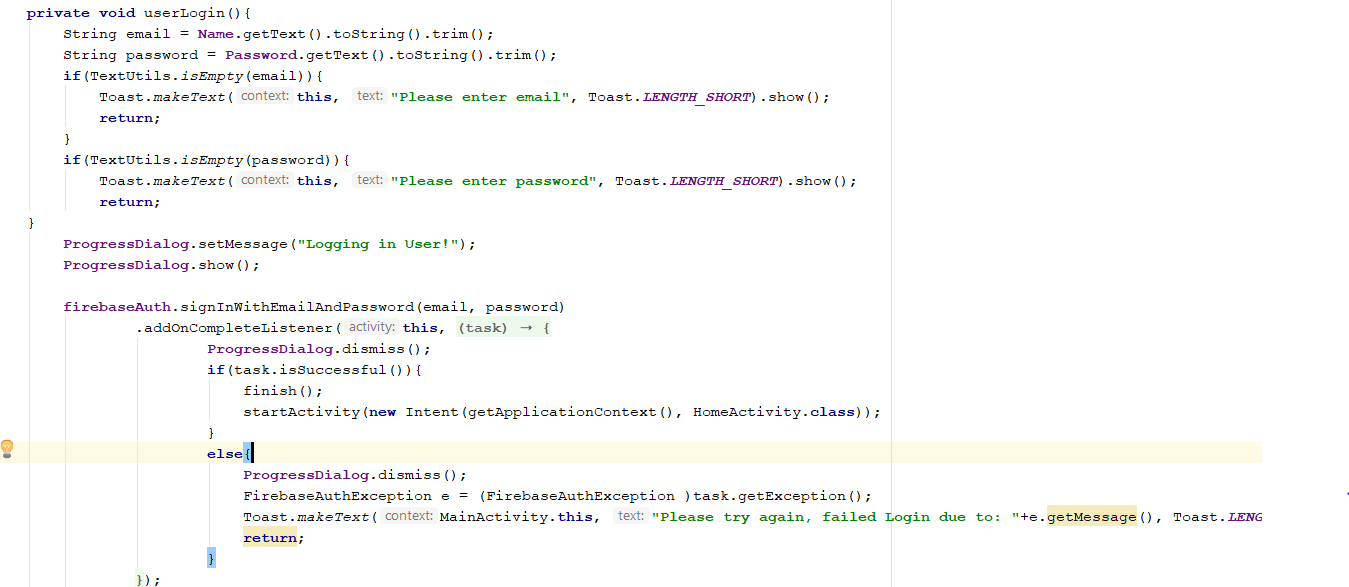 private void userLogin(){
    String email = Name.getText().toString().trim();
    String password = Password.getText().toString().trim();
    if(TextUtils.isEmpty(email)){
        Toast.makeText( context: this, text: "Please enter email", Toast.LENGTH_SHORT).show();
        return;
    }
    if(TextUtils.isEmpty(password)){
        Toast.makeText( context: this, text: "Please enter password", Toast.LENGTH_SHORT).show();
        return;
}
    ProgressDialog.setMessage("Logging in User!");
    ProgressDialog.show();

    firebaseAuth.signInWithEmailAndPassword(email, password)
            .addOnCompleteListener( activity: this, (task) → {
                    ProgressDialog.dismiss();
                    if(task.isSuccessful()){
                        finish();
                        startActivity(new Intent(getApplicationContext(), HomeActivity.class));
                    }
                    else{
                        ProgressDialog.dismiss();
                        FirebaseAuthException e = (FirebaseAuthException )task.getException();
                        Toast.makeText( context: MainActivity.this, text: "Please try again, failed Login due to: "+e.getMessage(), Toast.LENG
                        return;
                    }
            });